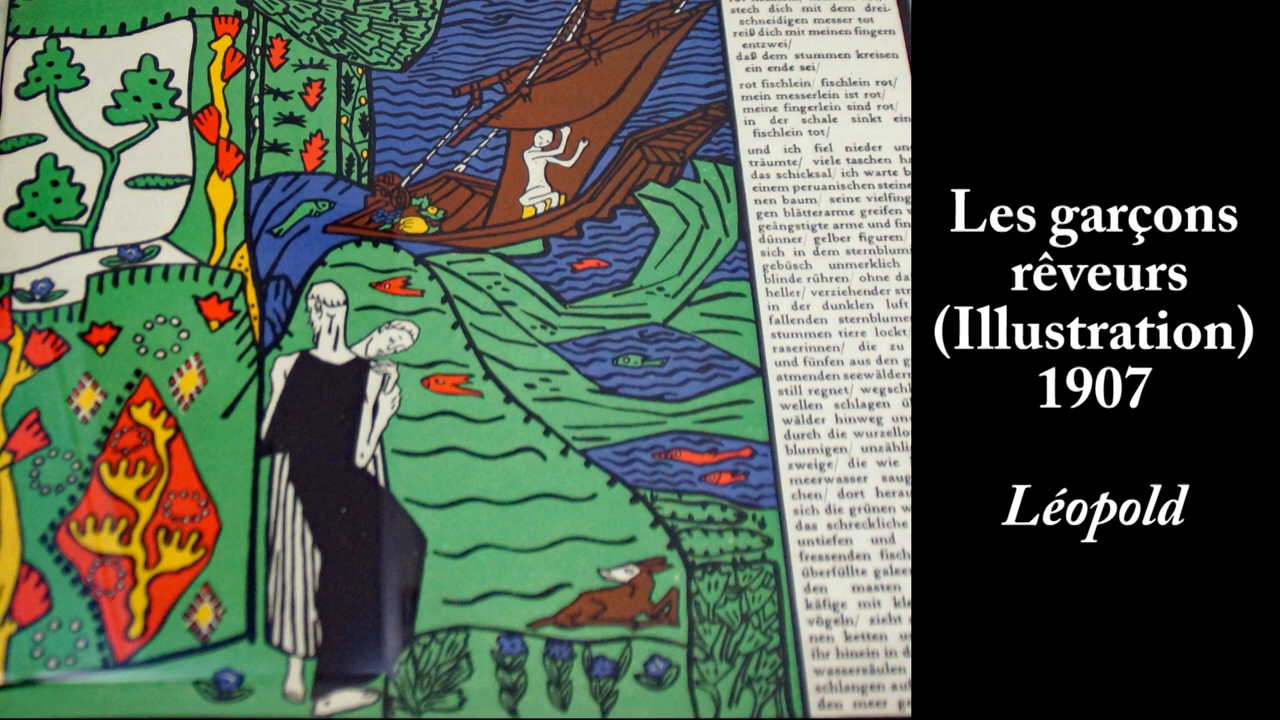 stech dich mit dem drei-
schneidigen messer tot
reiß dich mit meinen fingern
entzwei/
daß dem stummen kreisen
ein ende sei/
rot fischlein/ fischlein rot/
mein messerlein ist rot/
meine fingerlein sind rot/
in der schale sinkt ein
fischlein tot/
und ich fiel nieder un
träumte/ viele taschen ha
das schicksal/ ich warte b
einem peruanischen steine
nen baum/ seine vielfing
gen blätterarme greifen w
geängstigte arme und fin
dünner/ gelber figuren/
sich in dem sternblum
gebüsch unmerklich
blinde rühren/ ohne da
heller/ verziehender str
in der dunklen luft
fallenden sternblume
stummen tiere lockt
raserinnen/ die zu
und fünfen aus den g
atmenden seewälder
still regnet/ wegschl
wellen schlagen ü
wälder hinweg un
durch die wurzello
blumigen/ unzähli
zweige/ die wie
meerwasser saug
chen/ dort herau
sich die grünen w
das schreckliche
untiefen und
fressenden fisch
überfüllte galee
den masten
käfige mit kle
vögeln/ zieht
nen ketten u
ihr hinein in d
wassersäulen
schlangen auf
den meer ge
Les garçons
rêveurs
(Illustration)
1907
Léopold